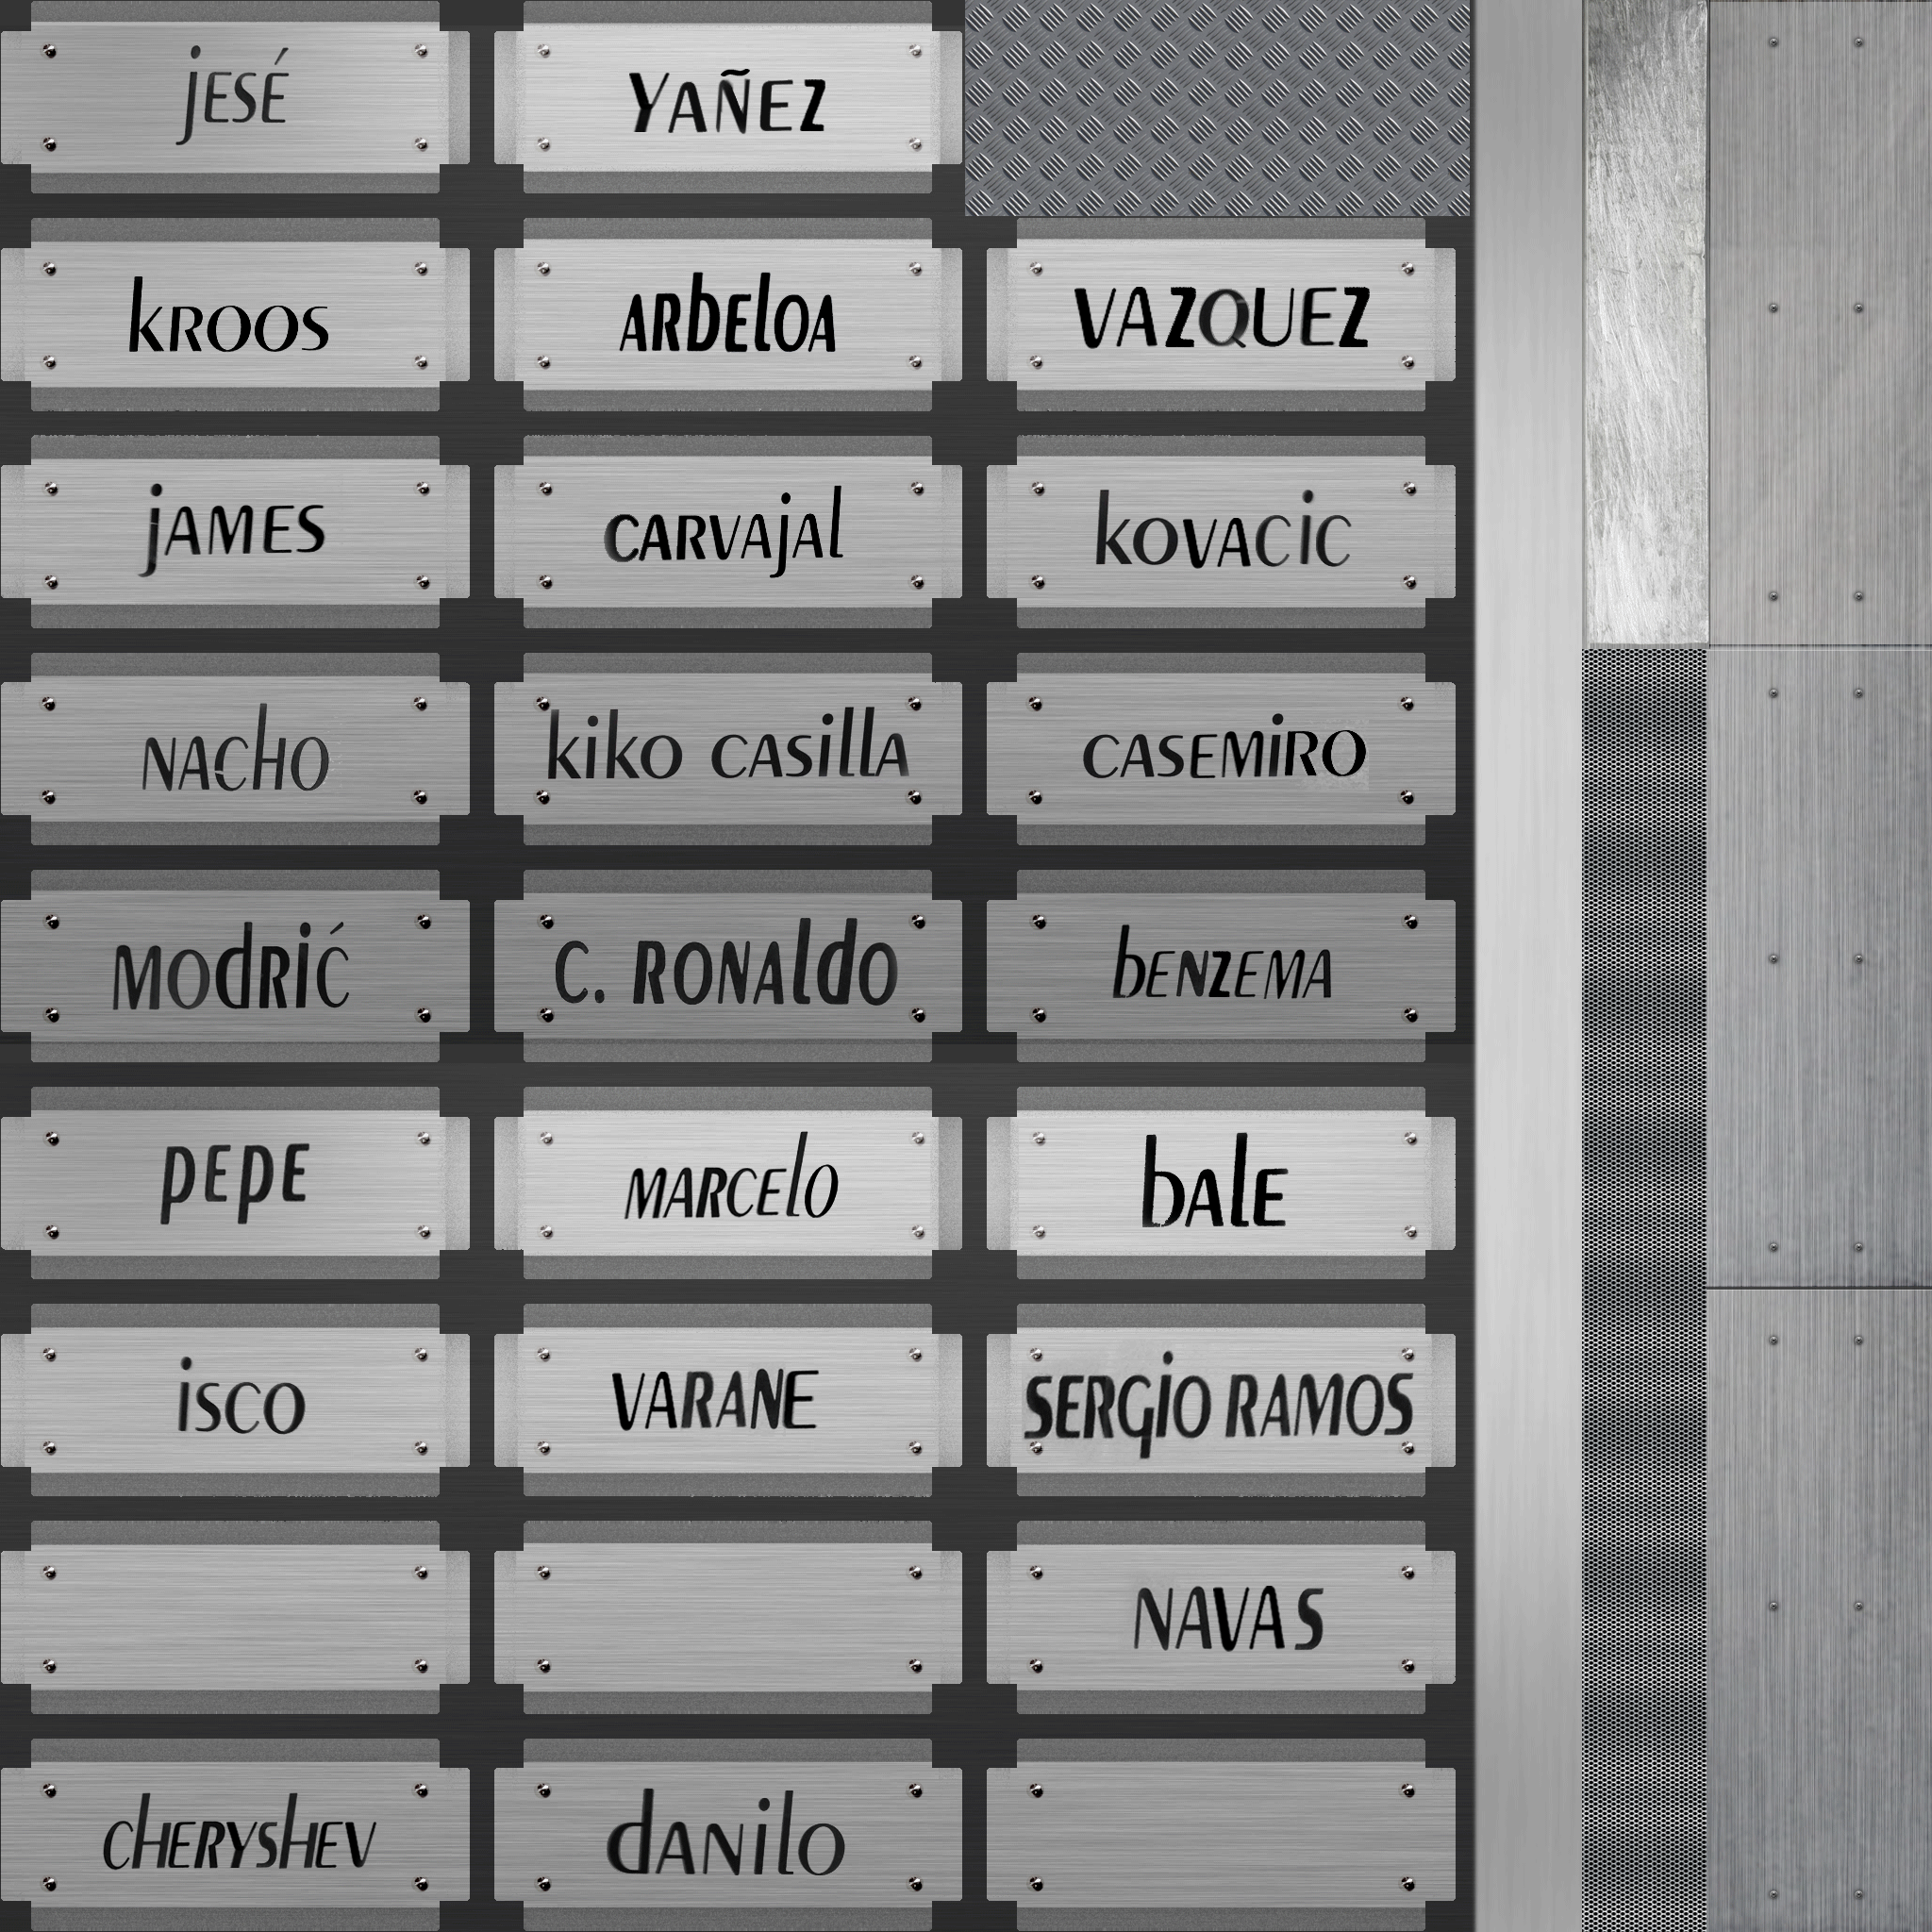 jESÉ
YAÑEZ
kROOS
ARbElOA
VAZQUEZ
jAMES
CARVAjAl
kOVACiC
NACHO
kiko CASillA
CASEMiRO
MOdRiĆ
C. RONAldO
bENZEMA
pEpE
MARCElO
bAlE
iSCO
VARANE
SERGiO RAMOS
NAVAS
CHERYSHEV
dANilO